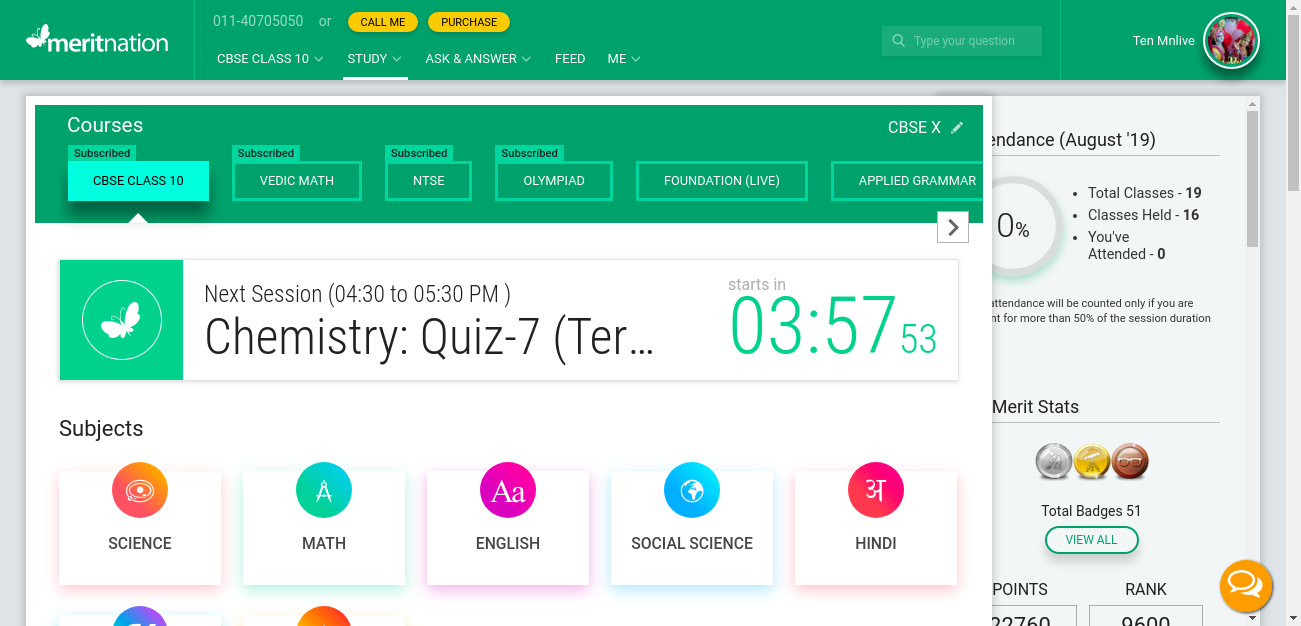 011-40705050 or CALL ME PURCHASE
meritnation
CBSE CLASS 10 STUDY ASK & ANSWER FEED ME
Type your question
Ten Mnlive
Courses
CBSE X
Subscribed Subscribed Subscribed Subscribed
CBSE CLASS 10 VEDIC MATH NTSE OLYMPIAD FOUNDATION (LIVE) APPLIED GRAMMAR
Next Session (04:30 to 05:30 PM )
Chemistry: Quiz-7 (Ter...
starts in
03:57 53
Subjects
Aa
अ
SCIENCE MATH ENGLISH SOCIAL SCIENCE HINDI
endance (August '19)
0%
• Total Classes - 19
• Classes Held - 16
• You've
Attended - 0
attendance will be counted only if you are
nt for more than 50% of the session duration
Merit Stats
Total Badges 51
VIEW ALL
POINTS RANK
22760 9600